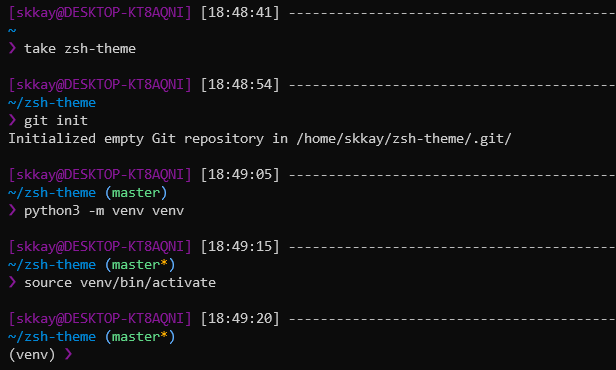 [skkay@DESKTOP-KT8AQNI] [18:48:41] -----------------------------------------
~
❯ take zsh-theme
[skkay@DESKTOP-KT8AQNI] [18:48:54] -----------------------------------------
~/zsh-theme
❯ git init
Initialized empty Git repository in /home/skkay/zsh-theme/.git/
[skkay@DESKTOP-KT8AQNI] [18:49:05] -----------------------------------------
~/zsh-theme (master)
❯ python3 -m venv venv
[skkay@DESKTOP-KT8AQNI] [18:49:15] -----------------------------------------
~/zsh-theme (master*)
❯ source venv/bin/activate
[skkay@DESKTOP-KT8AQNI] [18:49:20] -----------------------------------------
~/zsh-theme (master*)
(venv) ❯